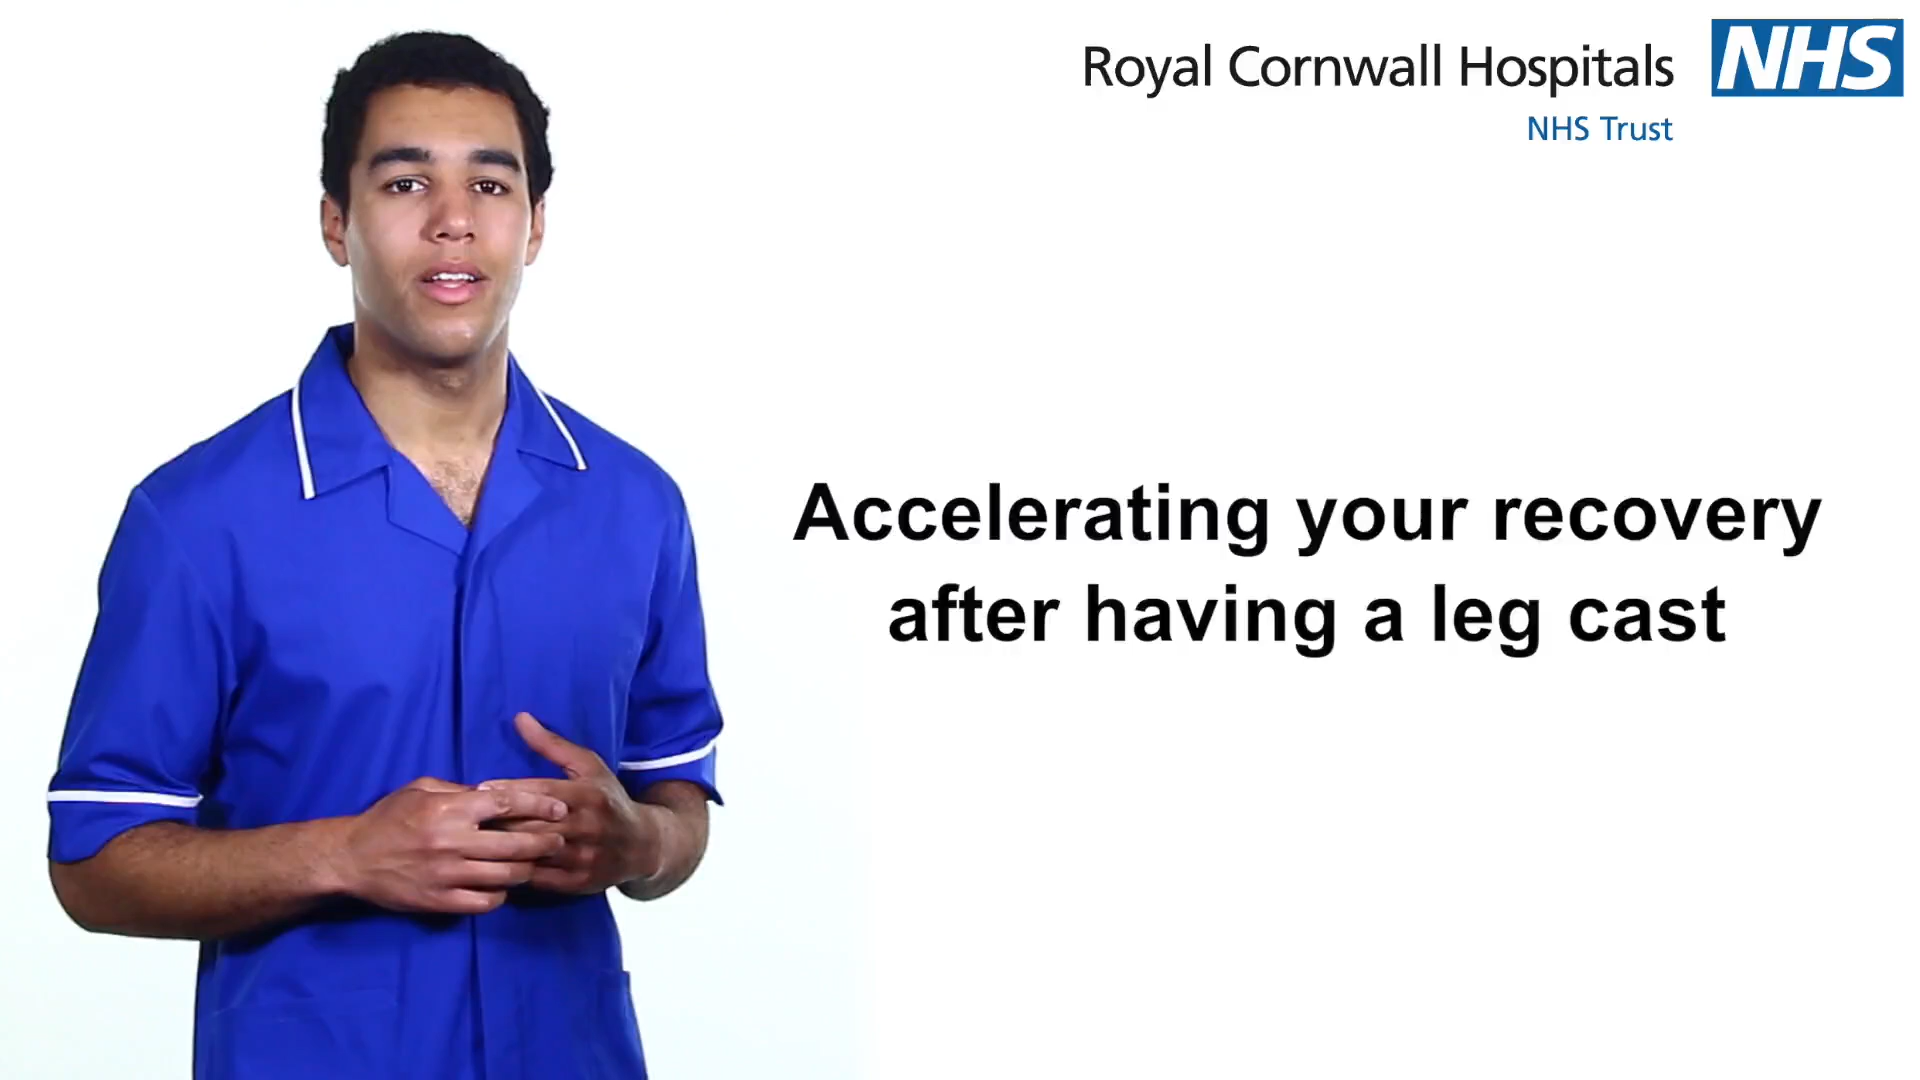 Royal Cornwall Hospitals NHS
NHS Trust
Accelerating your recovery
after having a leg cast